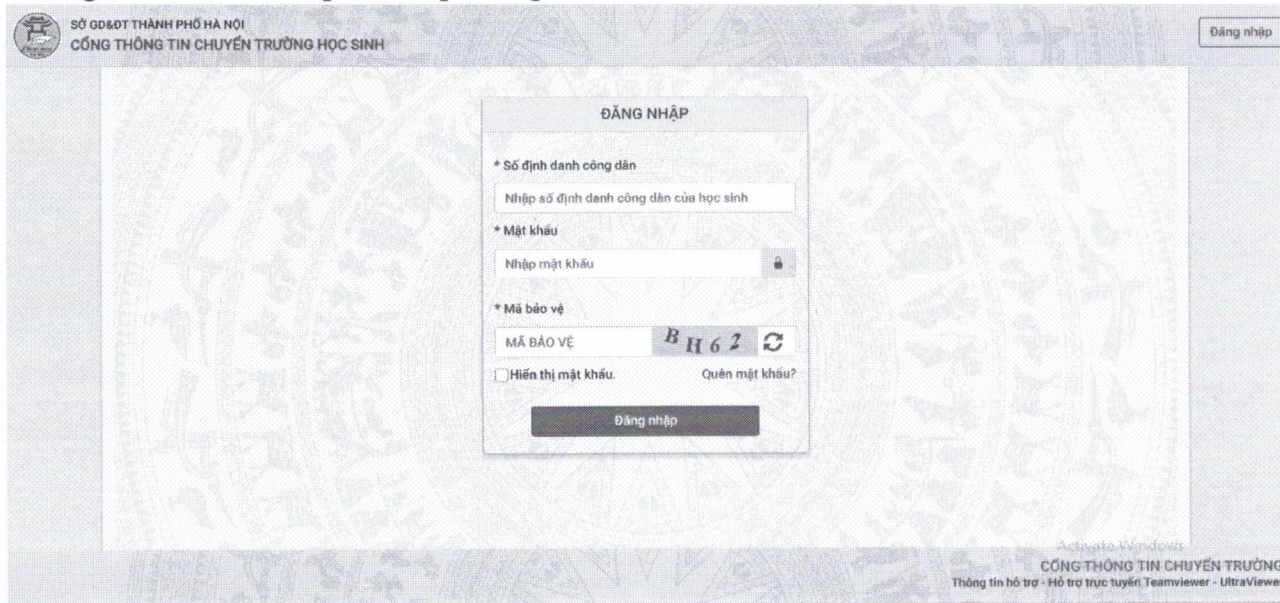 SỞ GD&ĐT THÀNH PHỐ HÀ NỘI
CỔNG THÔNG TIN CHUYỂN TRƯỜNG HỌC SINH
Đăng nhập
ĐĂNG NHẬP
* Số định danh công dân
Nhập số định danh công dân của học sinh
* Mật khẩu
Nhập mật khẩu
* Mã bảo vệ
MÃ BẢO VỆ
BH62
Hiển thị mật khẩu.
Quên mật khẩu?
Đăng nhập
Activate Windows
CỔNG THÔNG TIN CHUYỂN TRƯỜNG
Thông tin hỗ trợ - Hỗ trợ trực tuyến Teamviewer - UltraViewe